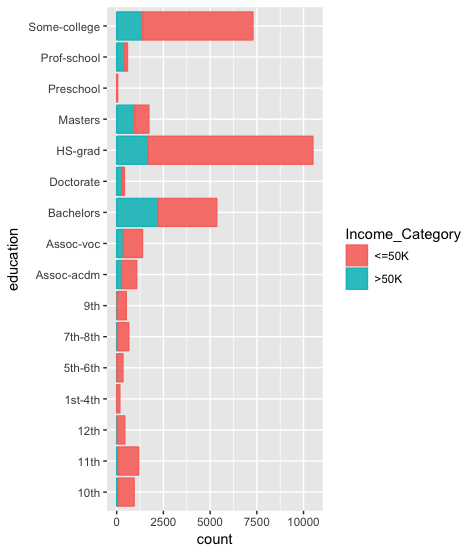 Some-college
Prof-school
Preschool
Masters
HS-grad
Doctorate
Bachelors
Assoc-voc
Assoc-acdm
9th
7th-8th
5th-6th
1st-4th
12th
11th
10th
education
0 2500 5000 7500 10000
count
Income_Category
<=50K
>50K